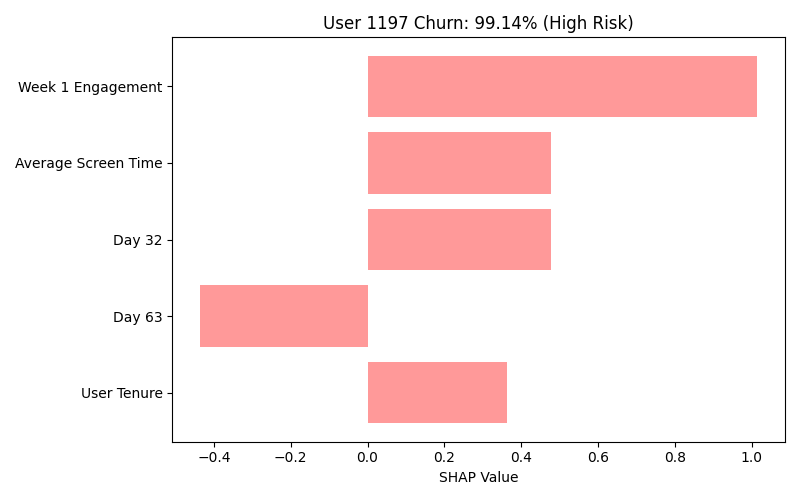 User 1197 Churn: 99.14% (High Risk)
Week 1 Engagement
Average Screen Time
Day 32
Day 63
User Tenure
−0.4 −0.2 0.0 0.2 0.4 0.6 0.8 1.0
SHAP Value